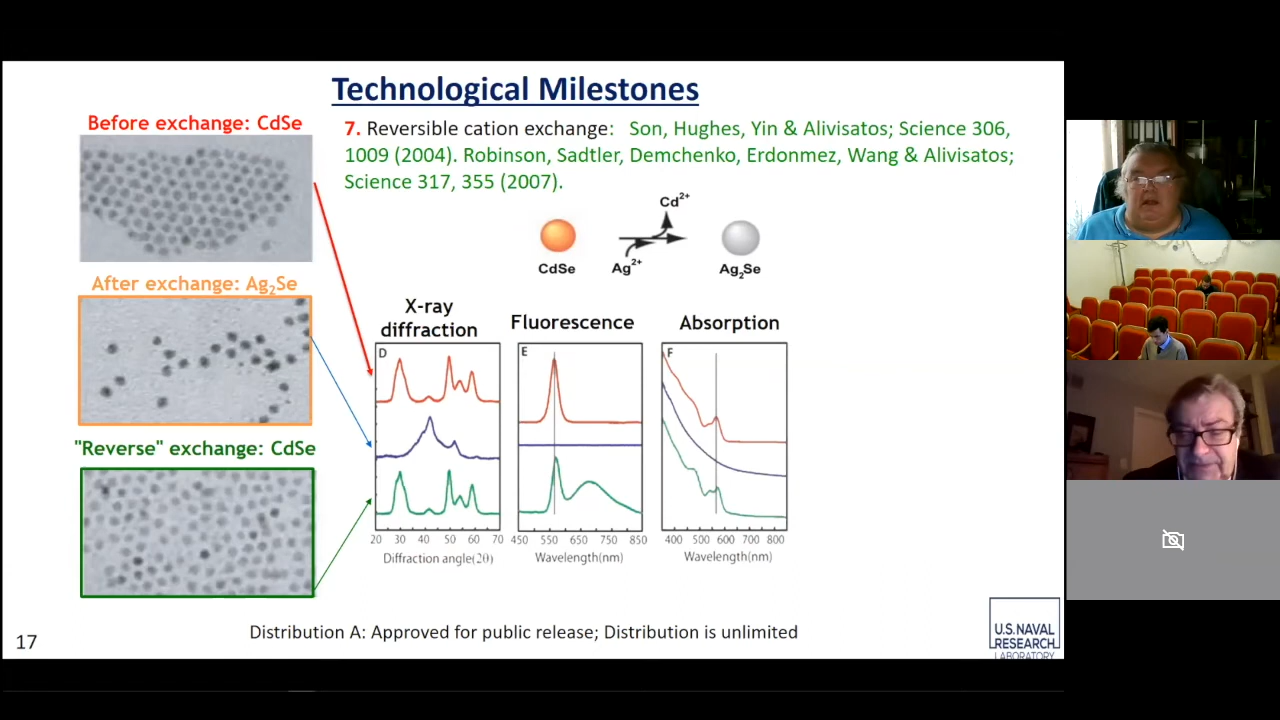 Technological Milestones
Before exchange: CdSe
7. Reversible cation exchange: Son, Hughes, Yin & Alivisatos; Science 306,
1009 (2004). Robinson, Sadtler, Demchenko, Erdonmez, Wang & Alivisatos;
Science 317, 355 (2007).
Cd²⁺
CdSe
Ag²⁺
Ag₂Se
After exchange: Ag₂Se
X-ray
diffraction
Fluorescence
Absorption
D
E
F
"Reverse" exchange: CdSe
20 30 40 50 60 70
450 550 650 750 850
400 500 600 700 800
Diffraction angle(2θ)
Wavelength(nm)
Wavelength(nm)
Distribution A: Approved for public release; Distribution is unlimited
17
U.S. NAVAL
RESEARCH
LABORATORY